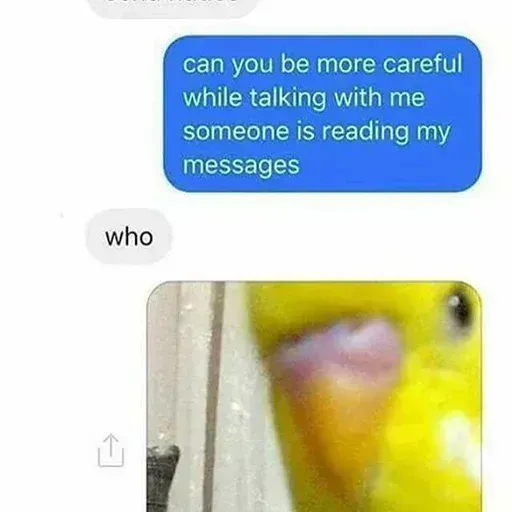 can you be more careful
while talking with me
someone is reading my
messages
who